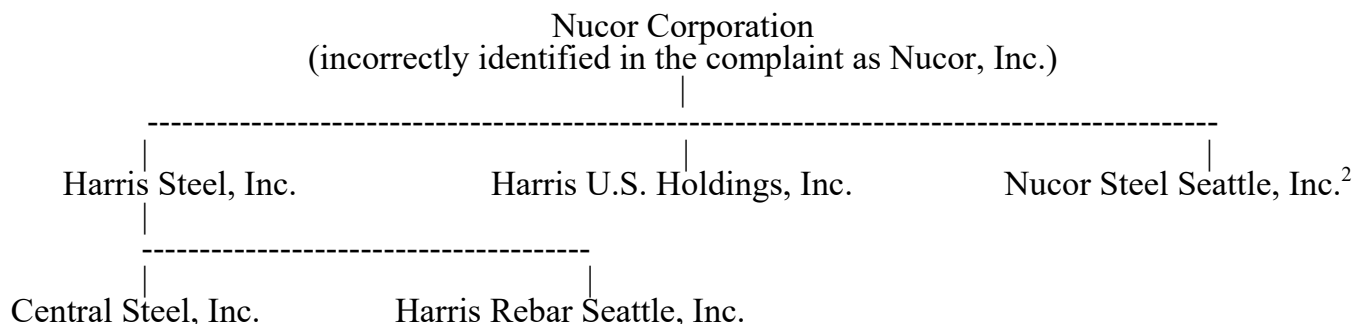 Nucor Corporation
(incorrectly identified in the complaint as Nucor, Inc.)
Harris Steel, Inc. Harris U.S. Holdings, Inc. Nucor Steel Seattle, Inc.²
Central Steel, Inc. Harris Rebar Seattle, Inc.